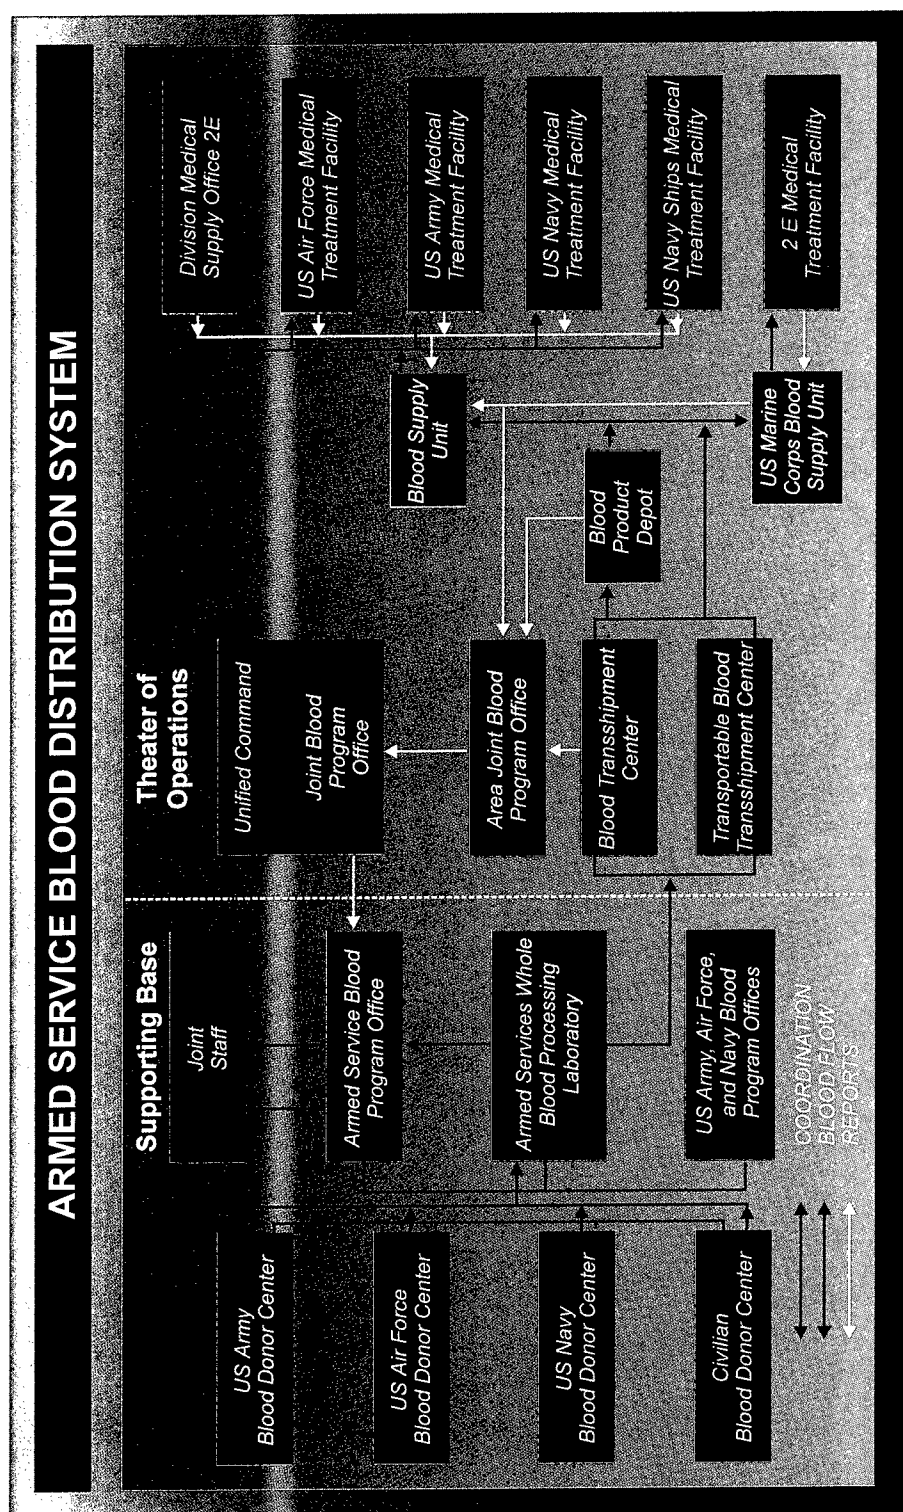 ARMED SERVICE BLOOD DISTRIBUTION SYSTEM
Supporting Base
Theater of
Operations
US Army
Blood Donor Center
US Air Force
Blood Donor Center
US Navy
Blood Donor Center
Civilian
Blood Donor Center
Joint
Staff
Armed Service Blood
Program Office
Armed Services Whole
Blood Processing
Laboratory
US Army, Air Force,
and Navy Blood
Program Offices
Unified Command
Joint Blood
Program
Office
Area Joint Blood
Program Office
Blood Transshipment
Center
Transportable Blood
Transshipment Center
Blood
Product
Depot
Blood Supply
Unit
US Marine
Corps Blood
Supply Unit
Division Medical
Supply Office 2E
US Air Force Medical
Treatment Facility
US Army Medical
Treatment Facility
US Navy Medical
Treatment Facility
US Navy Ships Medical
Treatment Facility
2 E Medical
Treatment Facility
COORDINATION
BLOOD FLOW
REPORTS